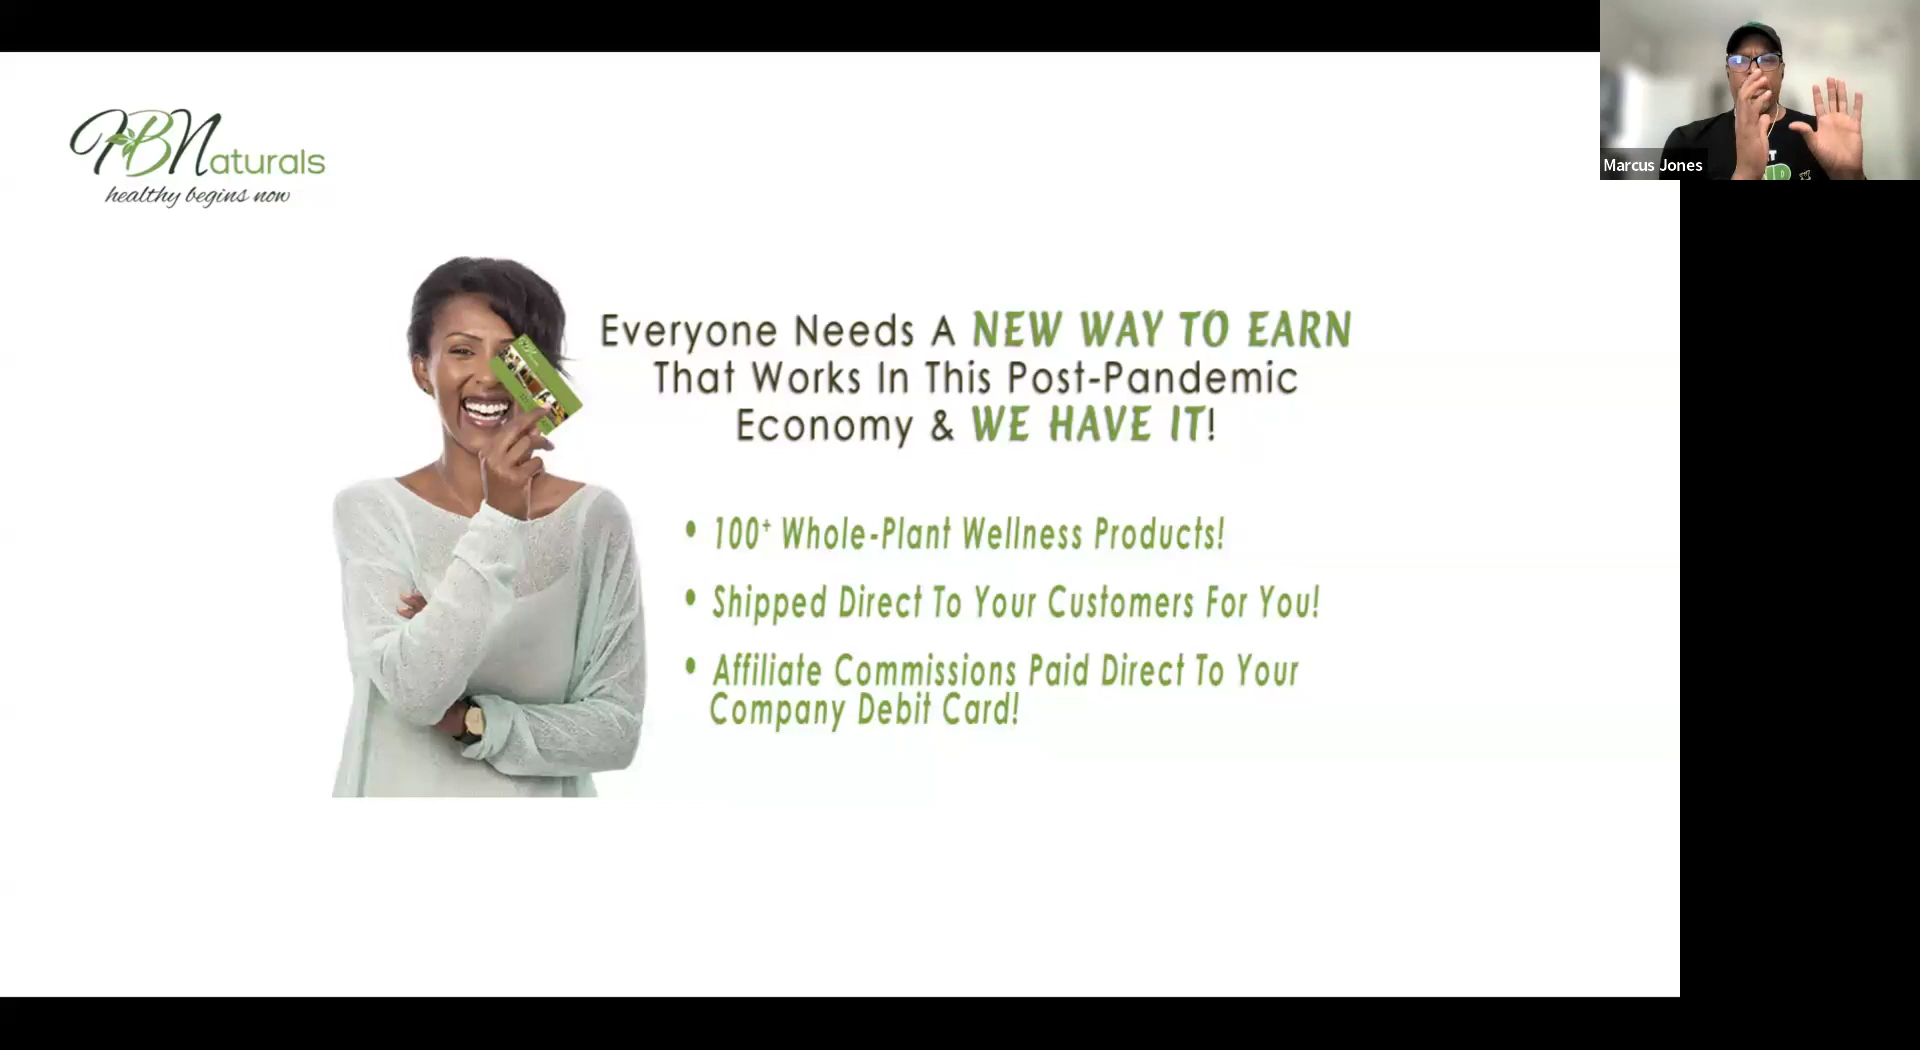 HBNaturals
healthy begins now
Marcus Jones
Everyone Needs A NEW WAY TO EARN
That Works In This Post-Pandemic
Economy & WE HAVE IT!
• 100+ Whole-Plant Wellness Products!
• Shipped Direct To Your Customers For You!
• Affiliate Commissions Paid Direct To Your
Company Debit Card!